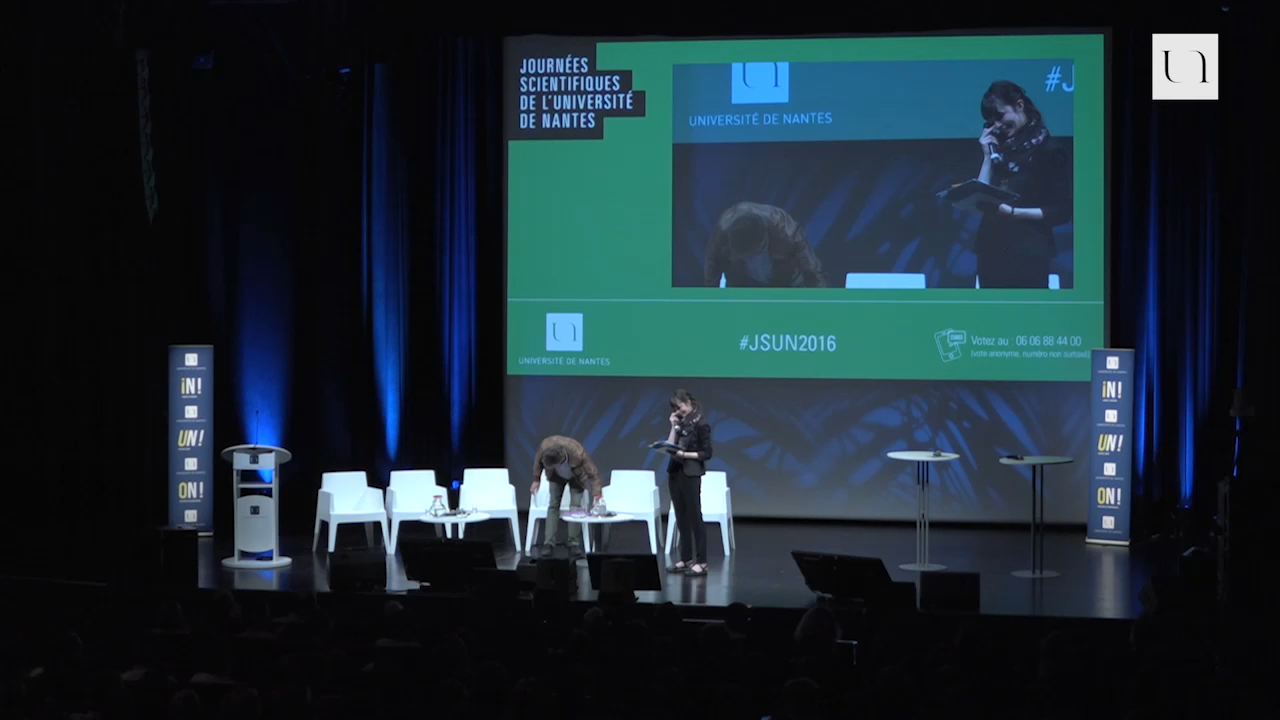 JOURNÉES
SCIENTIFIQUES
DE L'UNIVERSITÉ
DE NANTES
#J
UNIVERSITÉ DE NANTES
UNIVERSITÉ DE NANTES
#JSUN2016
Votez au : 06 06 88 44 00
(vote anonyme, numéro non surtaxé)
iN!
UN!
ON!
iN!
UN!
ON!